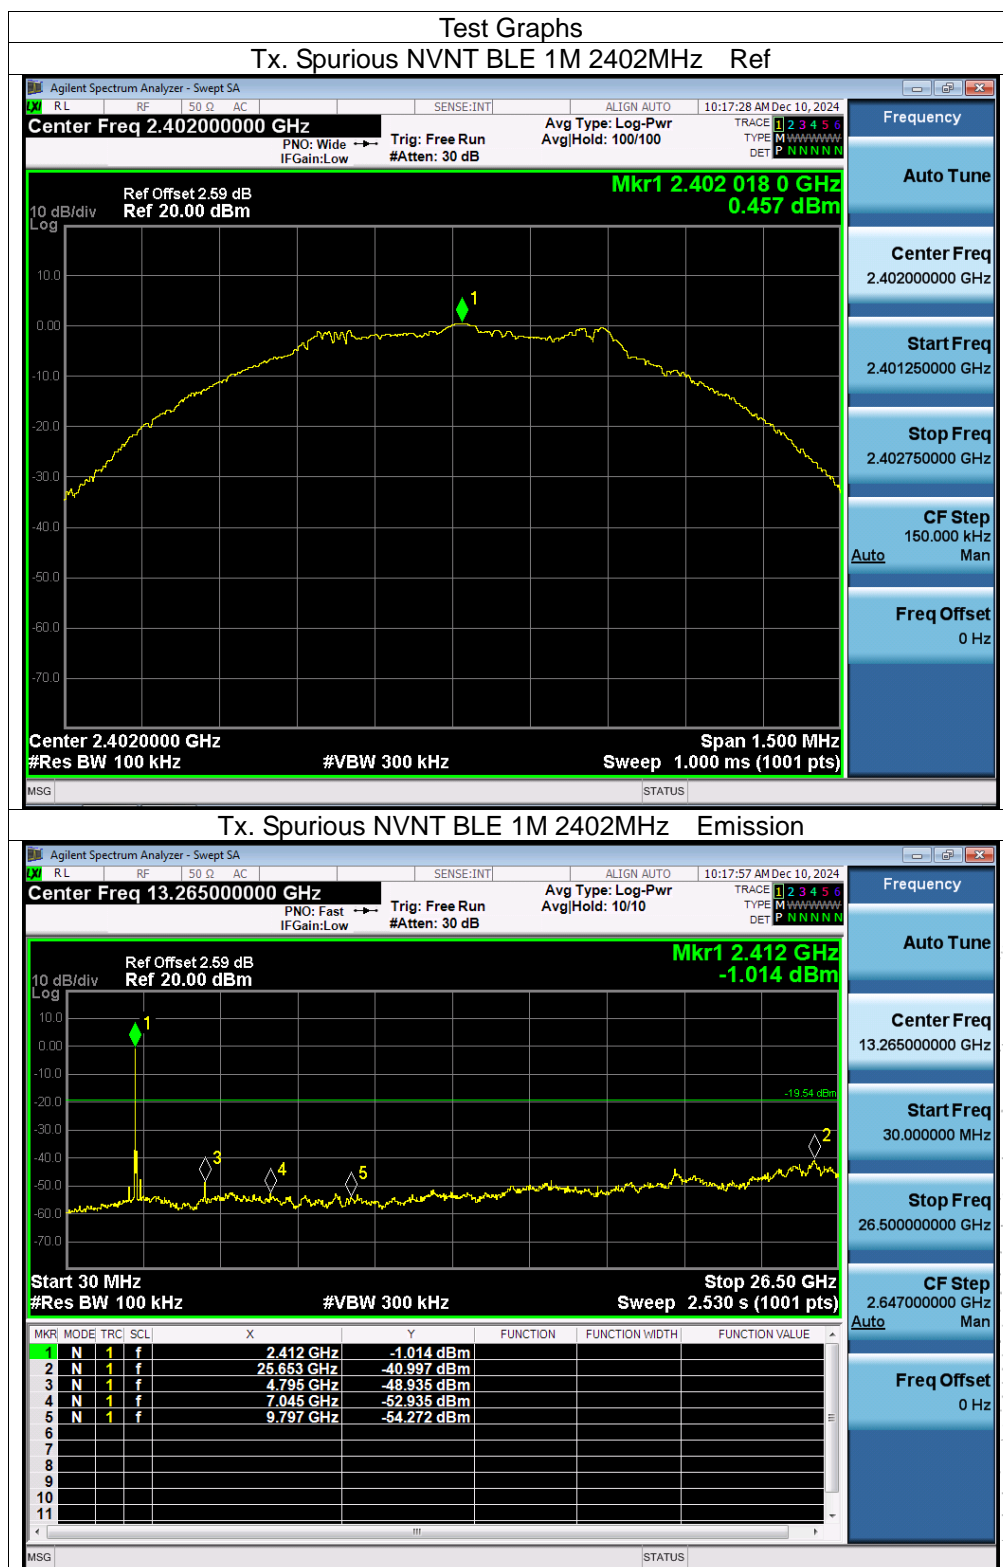 Test Graphs
Tx. Spurious NVNT BLE 1M 2402MHz Ref
Agilent Spectrum Analyzer - Swept SA
LXI RL RF 50 Ω AC SENSE:INT ALIGN AUTO 10:17:28 AM Dec 10, 2024
Center Freq 2.402000000 GHz
PNO: Wide
IFGain:Low
Trig: Free Run
#Atten: 30 dB
Avg Type: Log-Pwr
Avg|Hold: 100/100
TRACE 1 2 3 4 5 6
TYPE M WWWWW
DET P N N N N N
Ref Offset 2.59 dB
10 dB/div Ref 20.00 dBm
Log
Mkr1 2.402 018 0 GHz
0.457 dBm
10.0
0.00
-10.0
-20.0
-30.0
-40.0
-50.0
-60.0
-70.0
1
Center 2.4020000 GHz Span 1.500 MHz
#Res BW 100 kHz #VBW 300 kHz Sweep 1.000 ms (1001 pts)
MSG STATUS
Frequency
Auto Tune
Center Freq
2.402000000 GHz
Start Freq
2.401250000 GHz
Stop Freq
2.402750000 GHz
CF Step
150.000 kHz
Auto Man
Freq Offset
0 Hz
Tx. Spurious NVNT BLE 1M 2402MHz Emission
Agilent Spectrum Analyzer - Swept SA
LXI RL RF 50 Ω AC SENSE:INT ALIGN AUTO 10:17:57 AM Dec 10, 2024
Center Freq 13.265000000 GHz
PNO: Fast
IFGain:Low
Trig: Free Run
#Atten: 30 dB
Avg Type: Log-Pwr
Avg|Hold: 10/10
TRACE 1 2 3 4 5 6
TYPE M WWWWW
DET P N N N N N
Ref Offset 2.59 dB
10 dB/div Ref 20.00 dBm
Log
Mkr1 2.412 GHz
-1.014 dBm
10.0
0.00
-10.0
-20.0
-30.0
-40.0
-50.0
-60.0
-70.0
1
-19.54 dBm
2
3
4
5
Start 30 MHz Stop 26.50 GHz
#Res BW 100 kHz #VBW 300 kHz Sweep 2.530 s (1001 pts)
MKR MODE TRC SCL X Y FUNCTION FUNCTION WIDTH FUNCTION VALUE
1 N 1 f 2.412 GHz -1.014 dBm
2 N 1 f 25.653 GHz -40.997 dBm
3 N 1 f 4.795 GHz -48.935 dBm
4 N 1 f 7.045 GHz -52.935 dBm
5 N 1 f 9.797 GHz -54.272 dBm
6
7
8
9
10
11
MSG STATUS
Frequency
Auto Tune
Center Freq
13.265000000 GHz
Start Freq
30.000000 MHz
Stop Freq
26.500000000 GHz
CF Step
2.647000000 GHz
Auto Man
Freq Offset
0 Hz